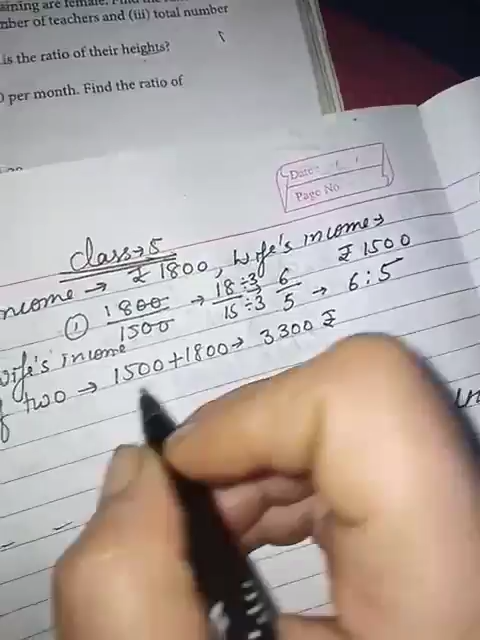 aining are female. Find the
mber of teachers and (iii) total number
is the ratio of their heights?
per month. Find the ratio of
Date :
Page No
class→5
ncome → ₹ 1800, Wife's income→
₹ 1500
① 1800/1500 → 18÷3/15÷3 6/5 → 6:5
wife's income
f two → 1500+1800→ 3300 ₹